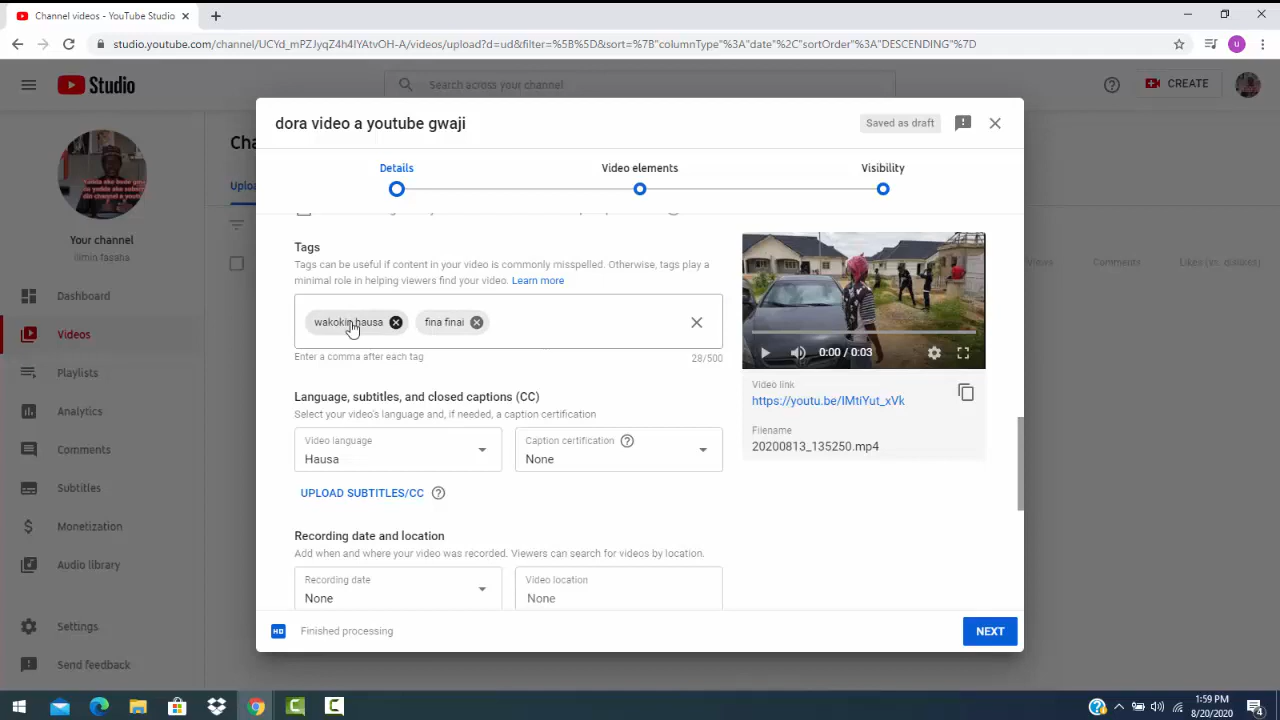 Channel videos - YouTube Studio
studio.youtube.com/channel/UCYd_mPZJyqZ4h4IYAtvOH-A/videos/upload?d=ud&filter=%5B%5D&sort=%7B"columnType"%3A"date"%2C"sortOrder"%3A"DESCENDING"%7D
u
Studio
Search across your channel
CREATE
Your channel
ilimin fasaha
Dashboard
Videos
Playlists
Analytics
Comments
Subtitles
Monetization
Audio library
Settings
Send feedback
Views
Comments
Likes (vs. dislikes)
dora video a youtube gwaji
Saved as draft
Details
Video elements
Visibility
Tags
Tags can be useful if content in your video is commonly misspelled. Otherwise, tags play a
minimal role in helping viewers find your video. Learn more
wakokin hausa
fina finai
Enter a comma after each tag
28/500
Language, subtitles, and closed captions (CC)
Select your video's language and, if needed, a caption certification
Video language
Hausa
Caption certification
None
UPLOAD SUBTITLES/CC
Recording date and location
Add when and where your video was recorded. Viewers can search for videos by location.
Recording date
None
Video location
None
0:00 / 0:03
Video link
https://youtu.be/IMtiYut_xVk
Filename
20200813_135250.mp4
HD
Finished processing
NEXT
1:59 PM
8/20/2020
4